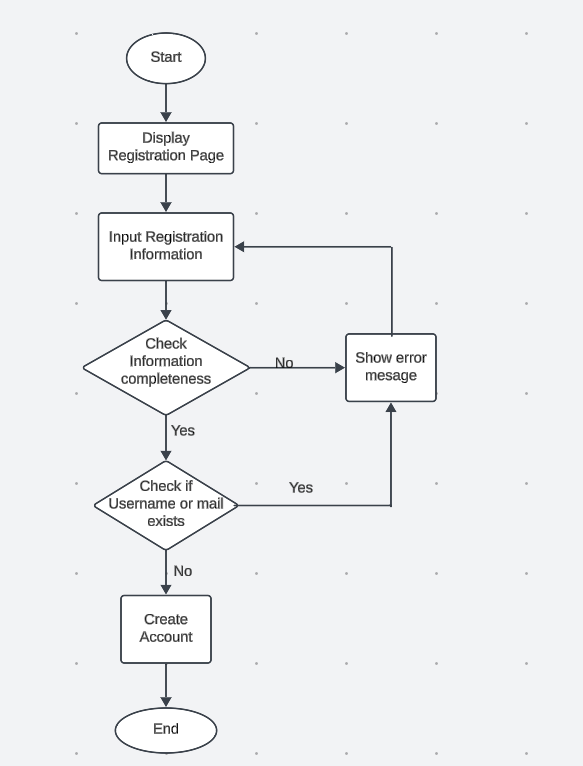 Start
Display
Registration Page
Input Registration
Information
Check
Information
completeness
No
Show error
mesage
Yes
Check if
Username or mail
exists
Yes
No
Create
Account
End